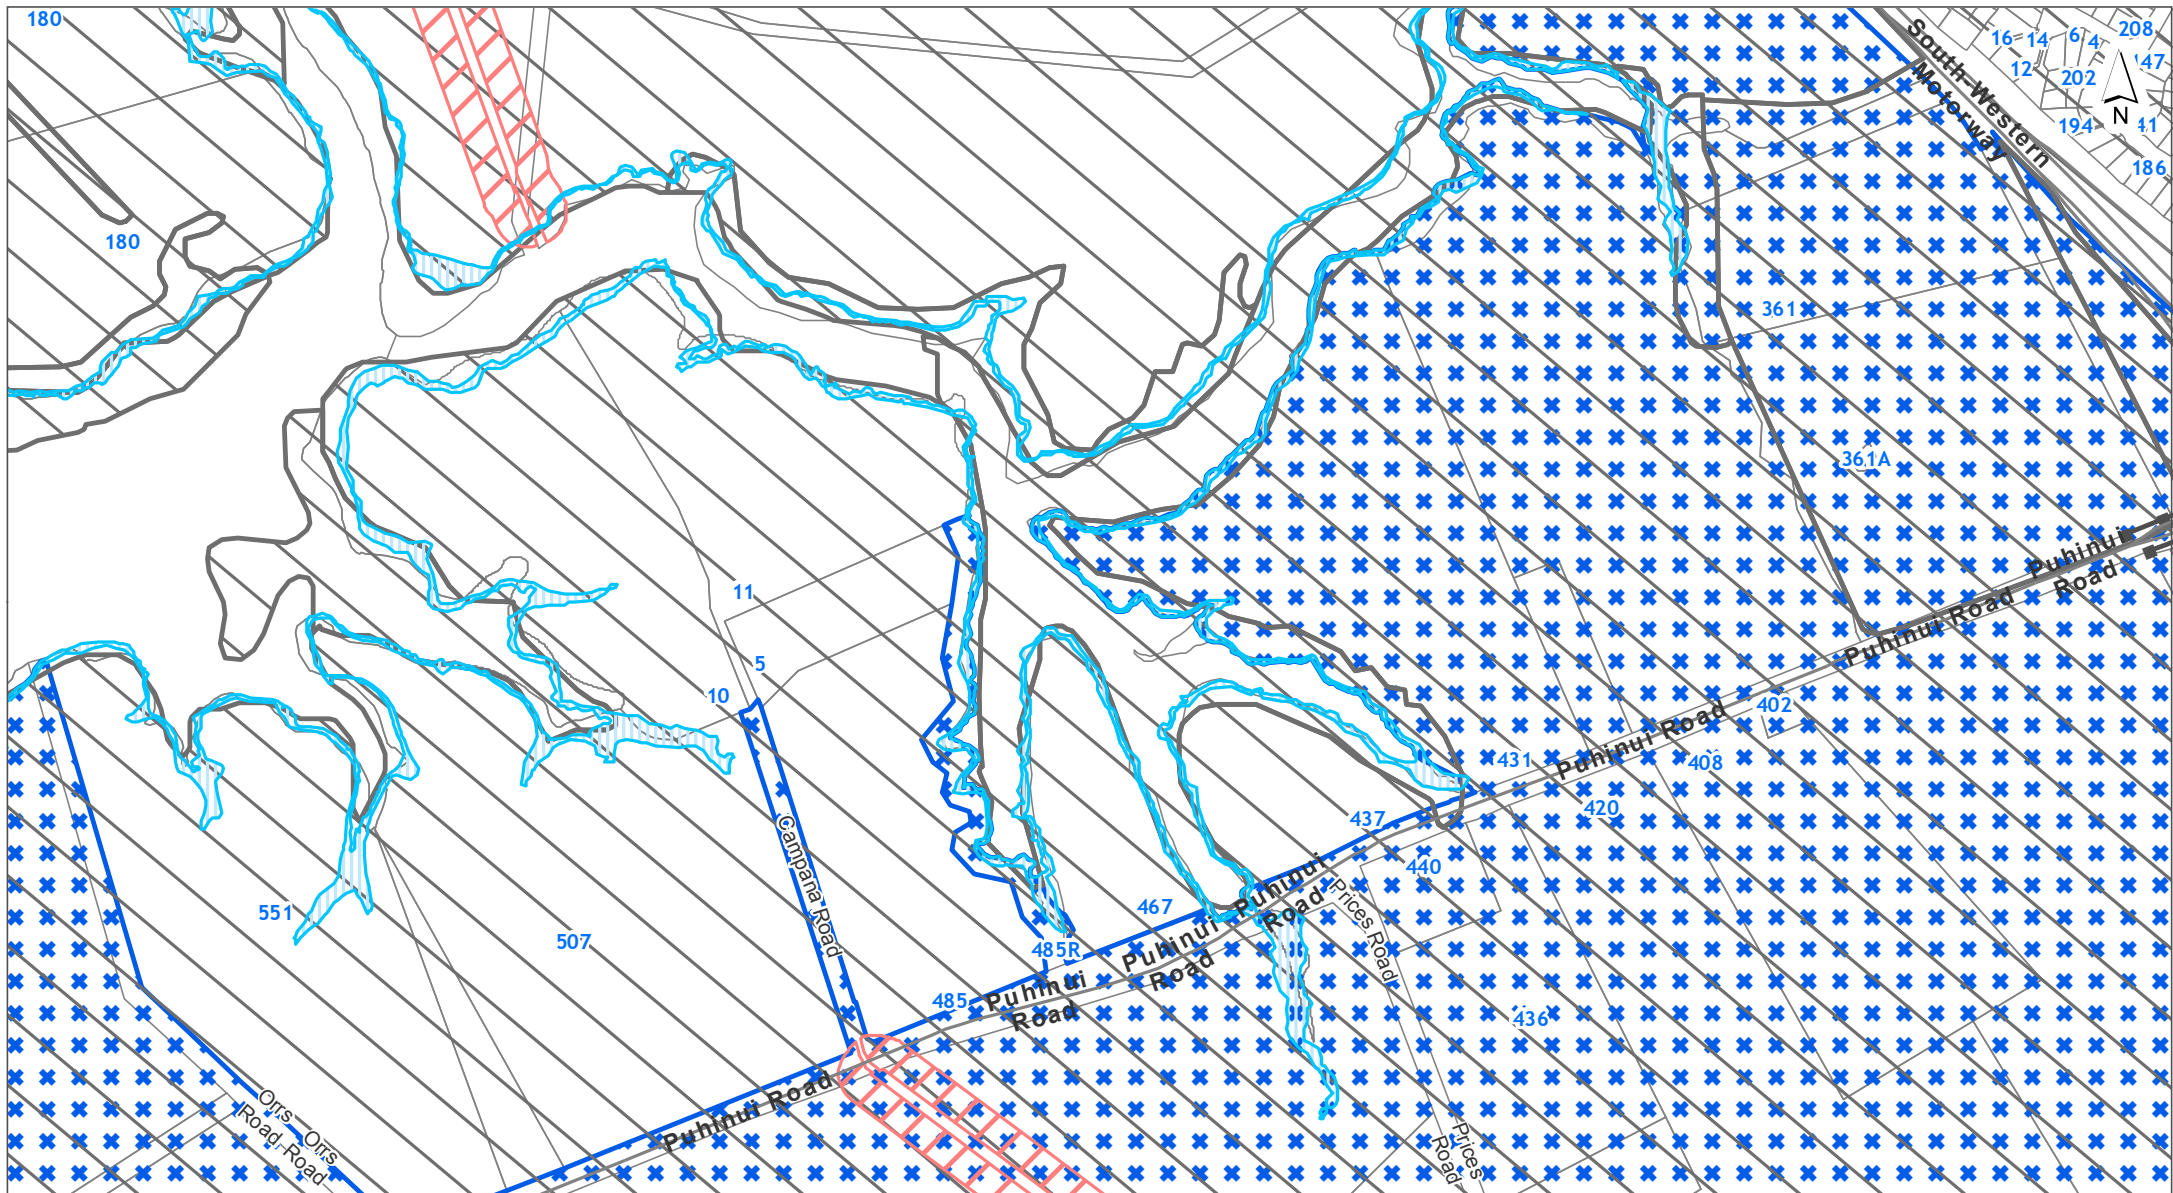 180
16
14
6
4
208
South-Western
Motorway
12
202
147
N
194
41
186
180
361
361A
Puhinui
Road
11
Puhinui Road
5
10
402
Puhinui Road
431
408
420
437
Campana Road
440
Puhinui
Road
Prices Road
467
551
507
Puhinui
Road
485R
485
Puhinui
Road
436
Puhinui Road
Orrs
Road
Orrs
Road
Prices
Road